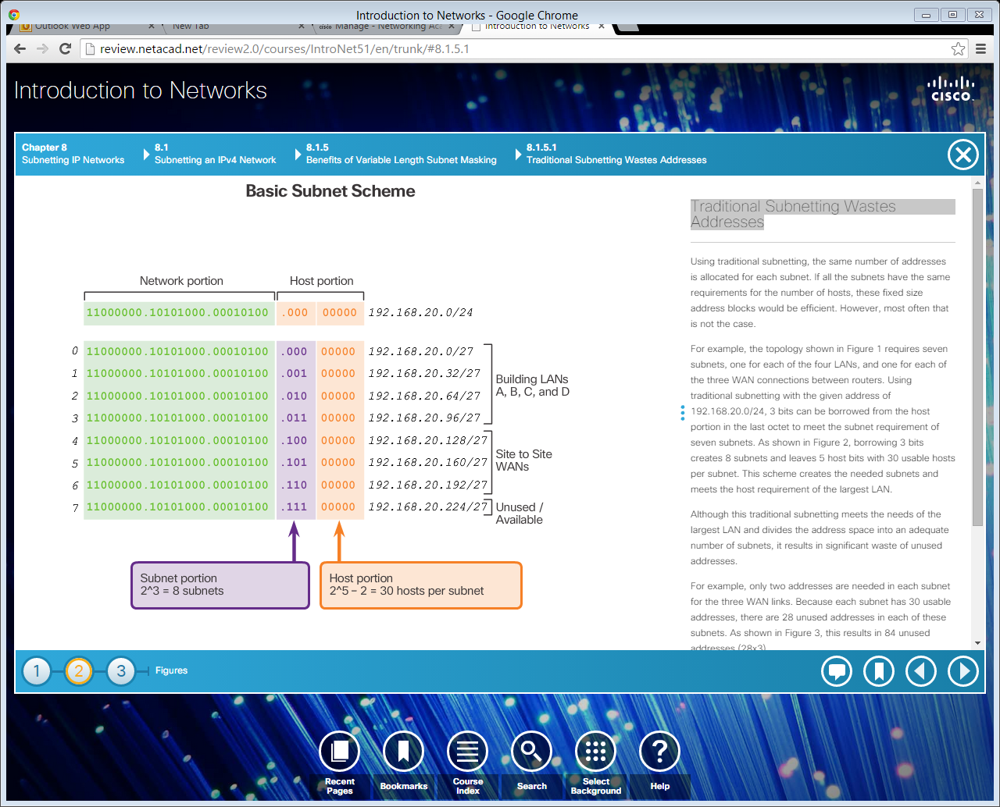 Introduction to Networks - Google Chrome
Outlook Web App
New Tab
Manage - Networking Aca
Introduction to Networks
review.netacad.net/review2.0/courses/IntroNet51/en/trunk/#8.1.5.1
Introduction to Networks
CISCO
Chapter 8
Subnetting IP Networks
8.1
Subnetting an IPv4 Network
8.1.5
Benefits of Variable Length Subnet Masking
8.1.5.1
Traditional Subnetting Wastes Addresses
Basic Subnet Scheme
Network portion Host portion
11000000.10101000.00010100 .000 00000 192.168.20.0/24
0 11000000.10101000.00010100 .000 00000 192.168.20.0/27
1 11000000.10101000.00010100 .001 00000 192.168.20.32/27
2 11000000.10101000.00010100 .010 00000 192.168.20.64/27
3 11000000.10101000.00010100 .011 00000 192.168.20.96/27
4 11000000.10101000.00010100 .100 00000 192.168.20.128/27
5 11000000.10101000.00010100 .101 00000 192.168.20.160/27
6 11000000.10101000.00010100 .110 00000 192.168.20.192/27
7 11000000.10101000.00010100 .111 00000 192.168.20.224/27
Building LANs
A, B, C, and D
Site to Site
WANs
Unused /
Available
Subnet portion
2^3 = 8 subnets
Host portion
2^5 – 2 = 30 hosts per subnet
Traditional Subnetting Wastes
Addresses
Using traditional subnetting, the same number of addresses
is allocated for each subnet. If all the subnets have the same
requirements for the number of hosts, these fixed size
address blocks would be efficient. However, most often that
is not the case.
For example, the topology shown in Figure 1 requires seven
subnets, one for each of the four LANs, and one for each of
the three WAN connections between routers. Using
traditional subnetting with the given address of
192.168.20.0/24, 3 bits can be borrowed from the host
portion in the last octet to meet the subnet requirement of
seven subnets. As shown in Figure 2, borrowing 3 bits
creates 8 subnets and leaves 5 host bits with 30 usable hosts
per subnet. This scheme creates the needed subnets and
meets the host requirement of the largest LAN.
Although this traditional subnetting meets the needs of the
largest LAN and divides the address space into an adequate
number of subnets, it results in significant waste of unused
addresses.
For example, only two addresses are needed in each subnet
for the three WAN links. Because each subnet has 30 usable
addresses, there are 28 unused addresses in each of these
subnets. As shown in Figure 3, this results in 84 unused
addresses (28x3)
1 2 3 Figures
Recent
Pages
Bookmarks
Course
Index
Search
Select
Background
Help